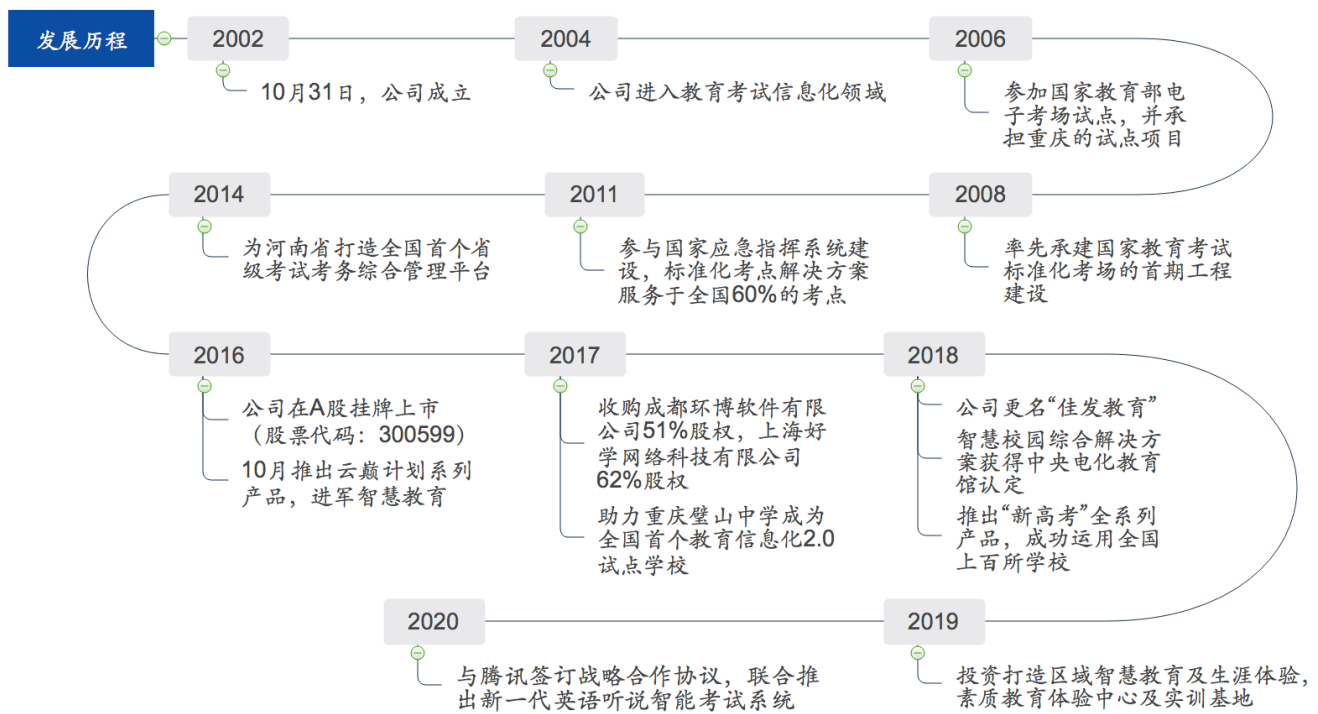 发展历程
2002
10月31日，公司成立
2004
公司进入教育考试信息化领域
2006
参加国家教育部电
子考场试点，并承
担重庆的试点项目
2008
率先承建国家教育考试
标准化考场的首期工程
建设
2011
参与国家应急指挥系统建
设，标准化考点解决方案
服务于全国60%的考点
2014
为河南省打造全国首个省
级考试考务综合管理平台
2016
公司在A股挂牌上市
（股票代码：300599）
10月推出云巅计划系列
产品，进军智慧教育
2017
收购成都环博软件有限
公司51%股权，上海好
学网络科技有限公司
62%股权
助力重庆璧山中学成为
全国首个教育信息化2.0
试点学校
2018
公司更名“佳发教育”
智慧校园综合解决方
案获得中央电化教育
馆认定
推出“新高考”全系列
产品，成功运用全国
上百所学校
2019
投资打造区域智慧教育及生涯体验，
素质教育体验中心及实训基地
2020
与腾讯签订战略合作协议，联合推
出新一代英语听说智能考试系统